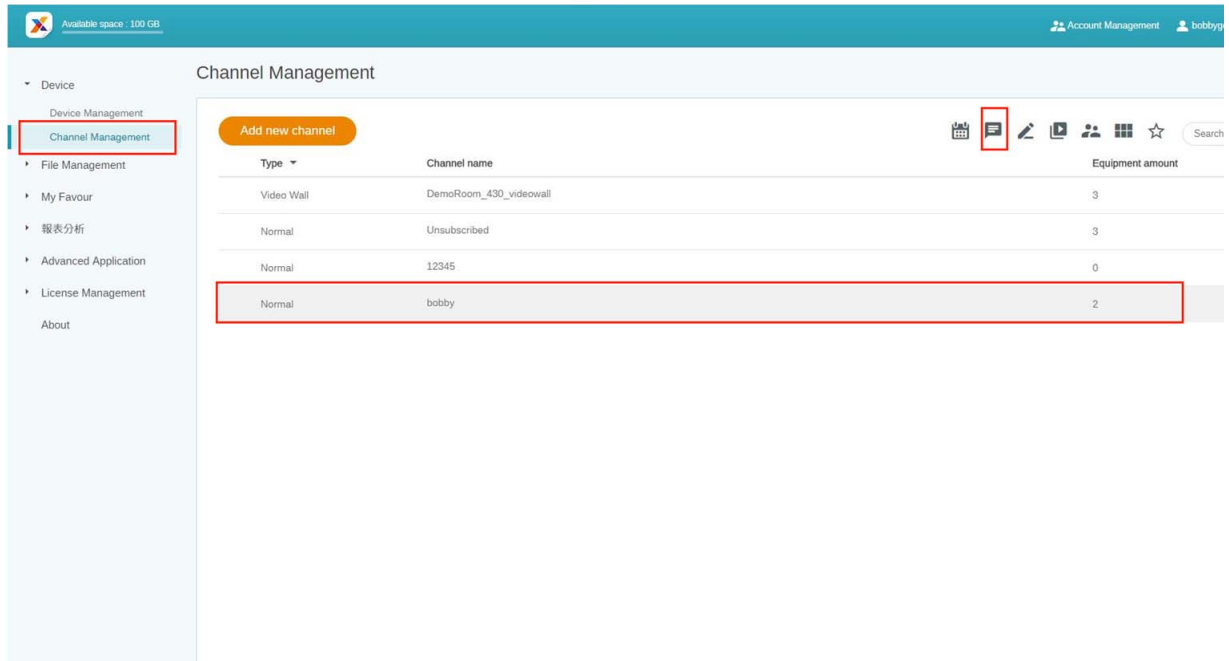 Available space : 100 GB
Account Management
Channel Management
Device
Device Management
Channel Management
File Management
My Favour
報表分析
Advanced Application
License Management
About
Add new channel
Search
Type
Channel name
Equipment amount
Video Wall
DemoRoom_430_videowall
3
Normal
Unsubscribed
3
Normal
12345
0
Normal
bobby
2